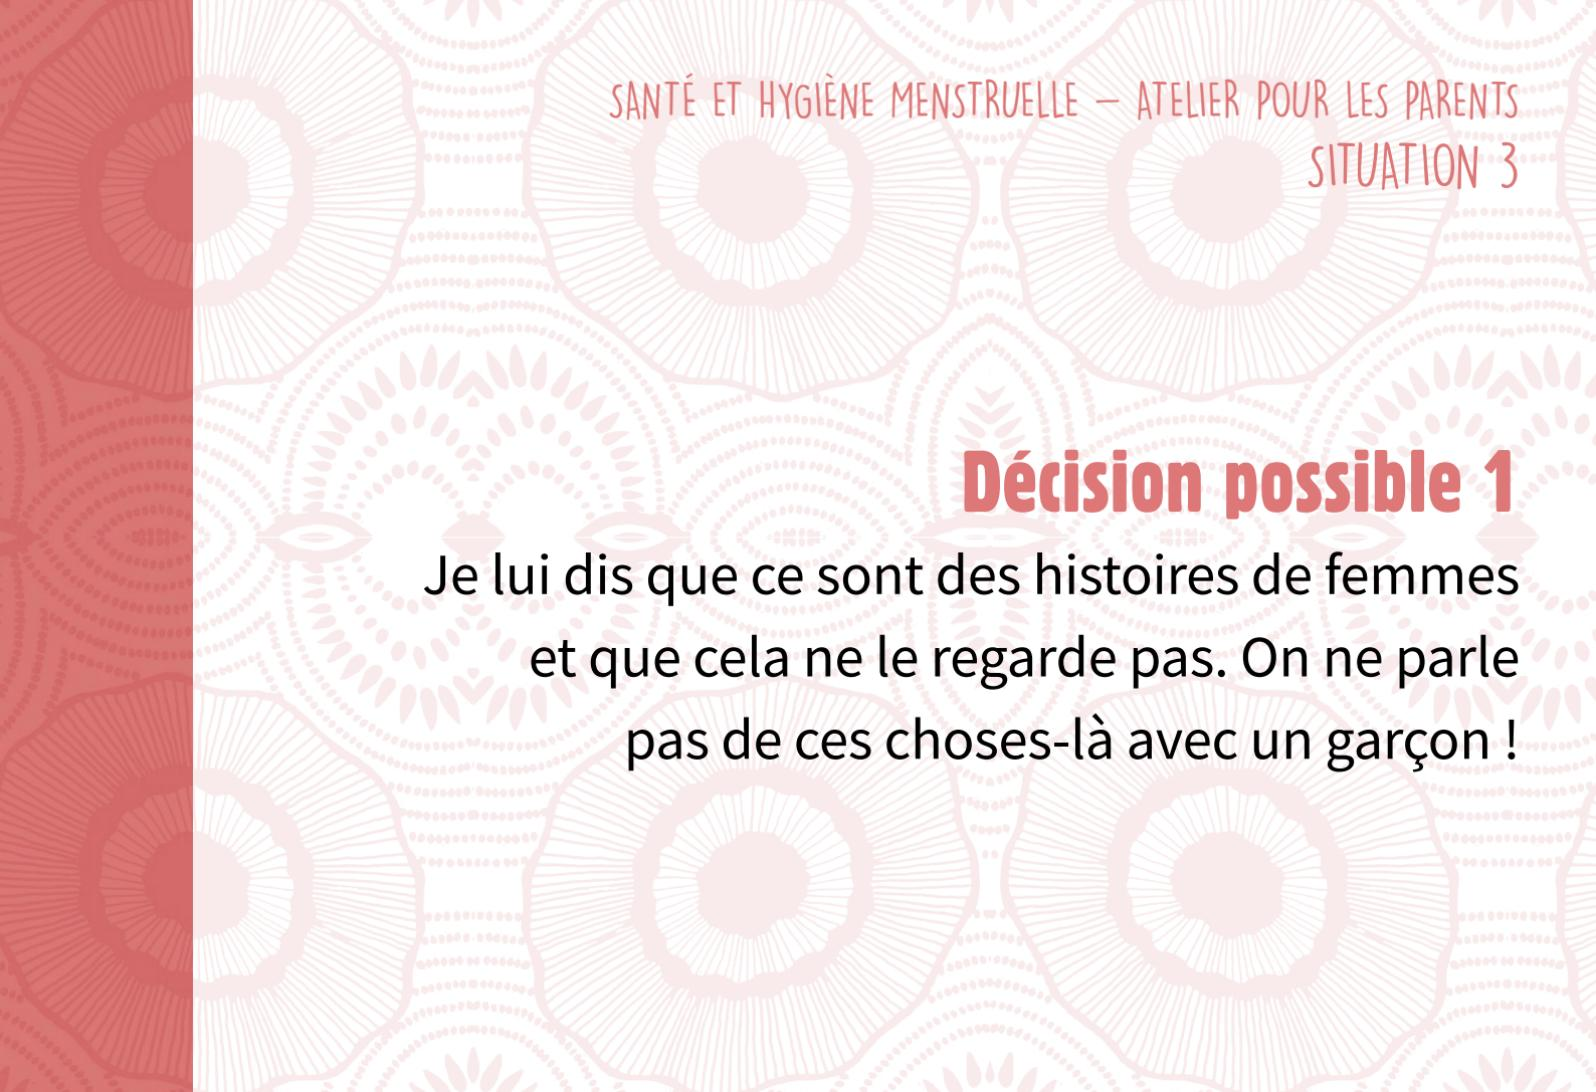 SANTÉ ET HYGIÈNE MENSTRUELLE – ATELIER POUR LES PARENTS
SITUATION 3
Décision possible 1
Je lui dis que ce sont des histoires de femmes
et que cela ne le regarde pas. On ne parle
pas de ces choses-là avec un garçon !